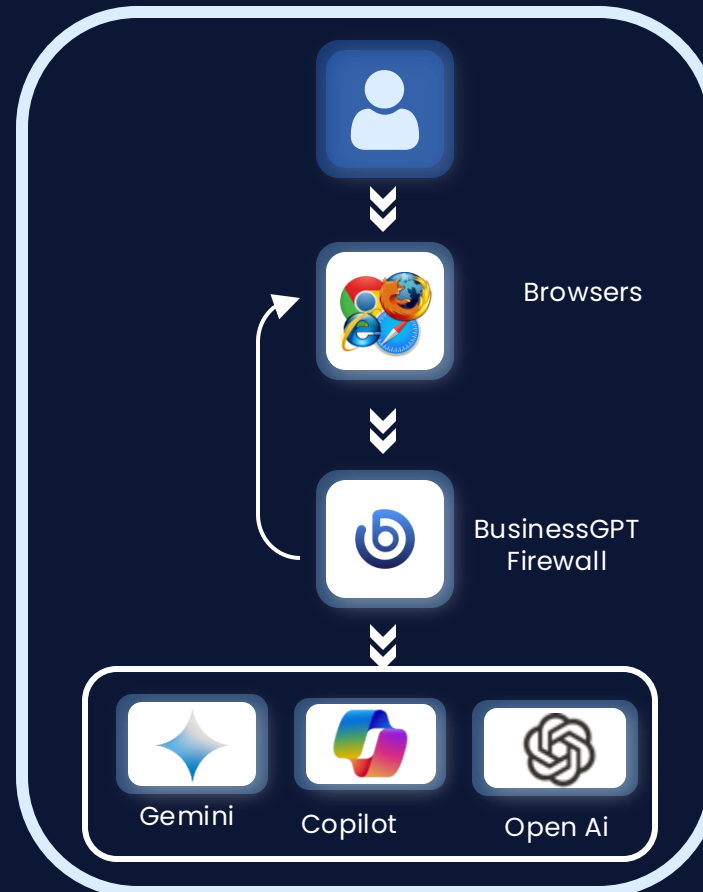 Browsers
BusinessGPT
Firewall
Gemini
Copilot
Open Ai